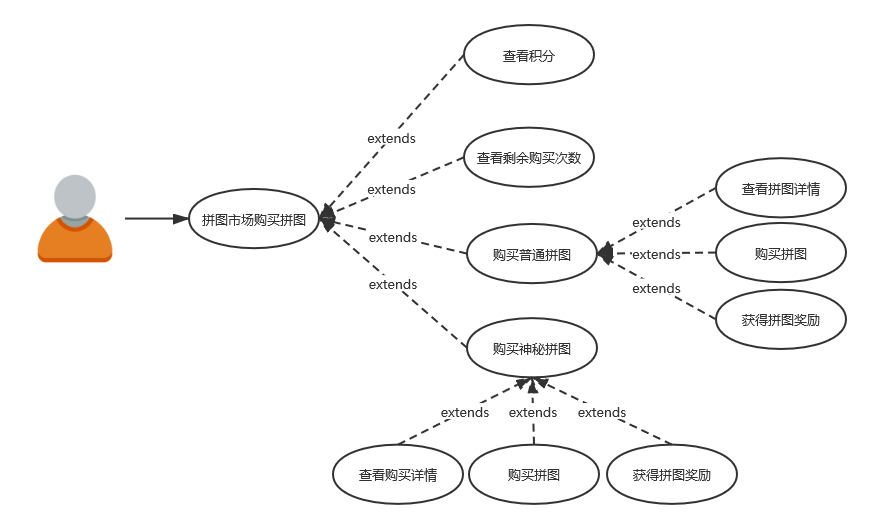 查看积分
extends
查看剩余购买次数
extends
拼图市场购买拼图
查看拼图详情
extends
extends
购买普通拼图
extends
购买拼图
extends
extends
获得拼图奖励
购买神秘拼图
extends
extends
extends
查看购买详情
购买拼图
获得拼图奖励